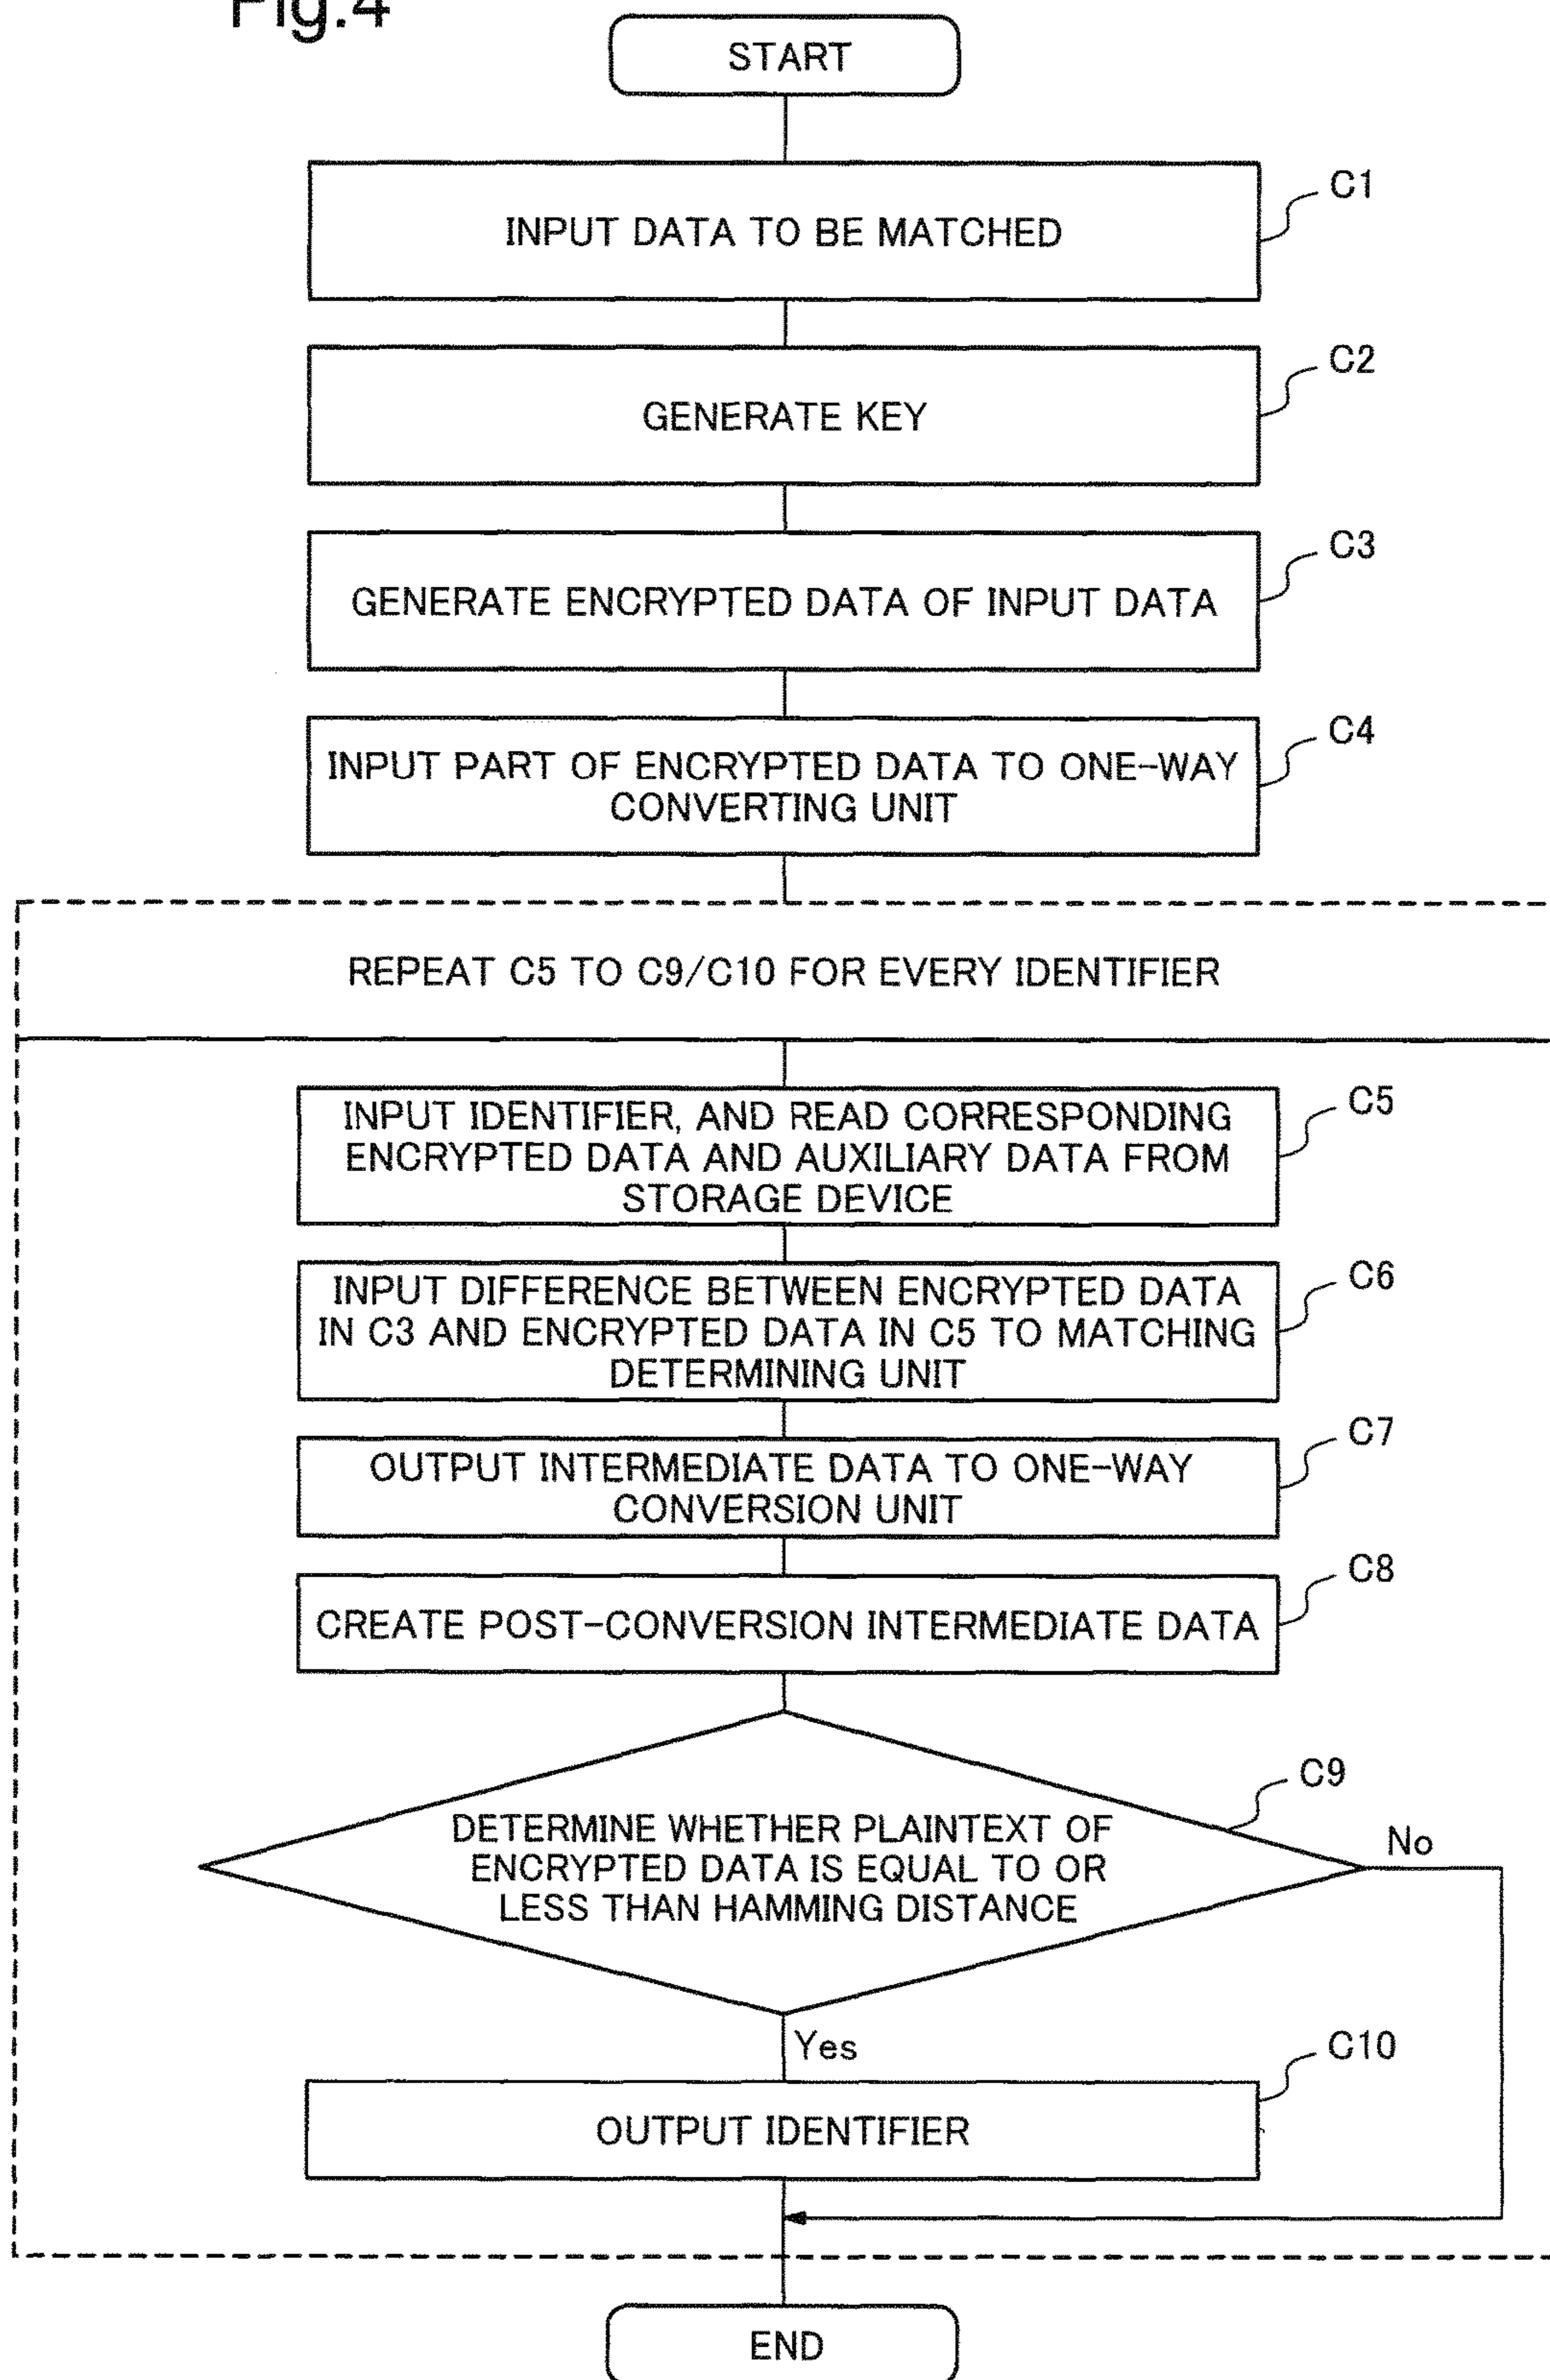 Fig.4
START
C1
INPUT DATA TO BE MATCHED
C2
GENERATE KEY
C3
GENERATE ENCRYPTED DATA OF INPUT DATA
C4
INPUT PART OF ENCRYPTED DATA TO ONE-WAY
CONVERTING UNIT
REPEAT C5 TO C9/C10 FOR EVERY IDENTIFIER
C5
INPUT IDENTIFIER, AND READ CORRESPONDING
ENCRYPTED DATA AND AUXILIARY DATA FROM
STORAGE DEVICE
C6
INPUT DIFFERENCE BETWEEN ENCRYPTED DATA
IN C3 AND ENCRYPTED DATA IN C5 TO MATCHING
DETERMINING UNIT
C7
OUTPUT INTERMEDIATE DATA TO ONE-WAY
CONVERSION UNIT
C8
CREATE POST-CONVERSION INTERMEDIATE DATA
C9
DETERMINE WHETHER PLAINTEXT OF
ENCRYPTED DATA IS EQUAL TO OR
LESS THAN HAMMING DISTANCE
No
Yes
C10
OUTPUT IDENTIFIER
END